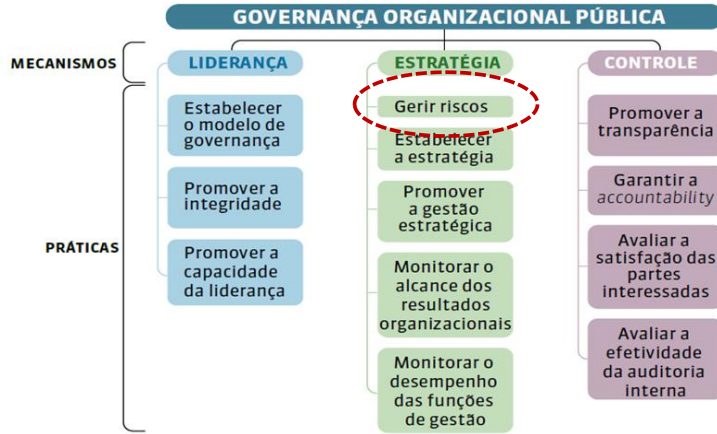 GOVERNANÇA ORGANIZACIONAL PÚBLICA
MECANISMOS
LIDERANÇA
ESTRATÉGIA
CONTROLE
PRÁTICAS
Estabelecer
o modelo de
governança
Promover a
integridade
Promover a
capacidade
da liderança
Gerir riscos
Estabelecer
a estratégia
Promover
a gestão
estratégica
Monitorar o
alcance dos
resultados
organizacionais
Monitorar o
desempenho
das funções
de gestão
Promover a
transparência
Garantir a
accountability
Avaliar a
satisfação das
partes
interessadas
Avaliar a
efetividade
da auditoria
interna